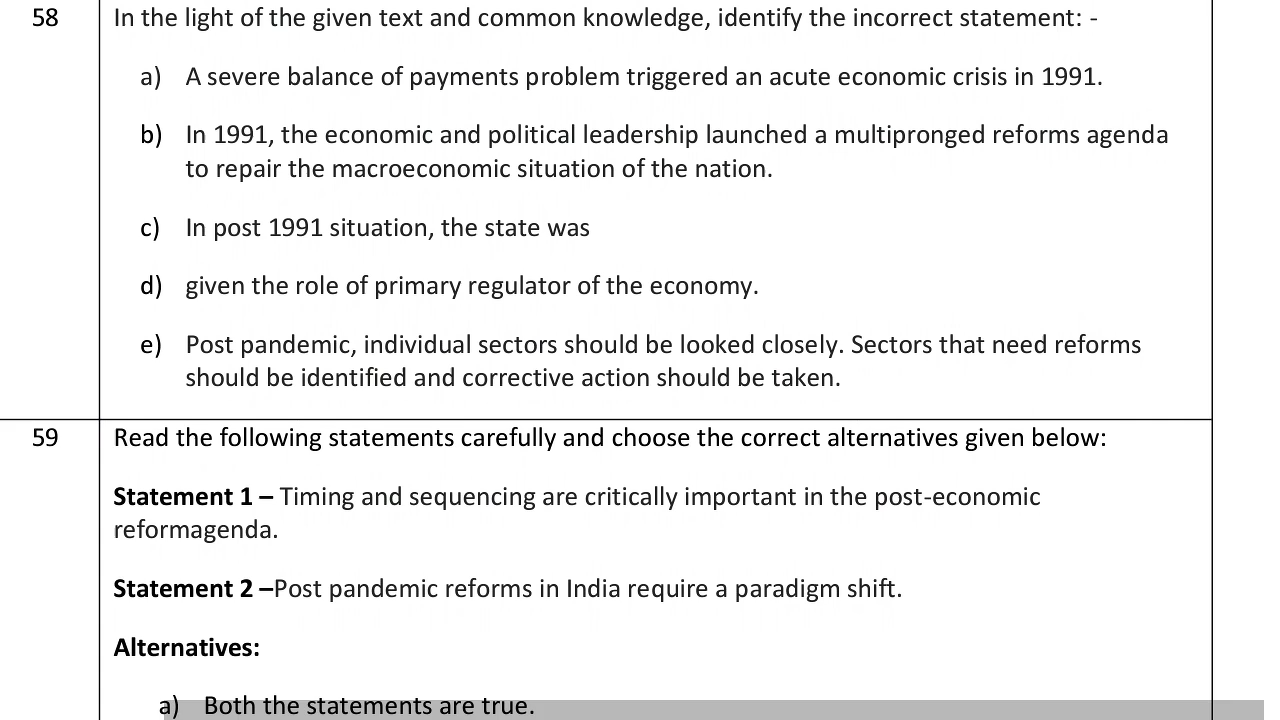 58
In the light of the given text and common knowledge, identify the incorrect statement: -
a) A severe balance of payments problem triggered an acute economic crisis in 1991.
b) In 1991, the economic and political leadership launched a multipronged reforms agenda
to repair the macroeconomic situation of the nation.
c) In post 1991 situation, the state was
d) given the role of primary regulator of the economy.
e) Post pandemic, individual sectors should be looked closely. Sectors that need reforms
should be identified and corrective action should be taken.
59
Read the following statements carefully and choose the correct alternatives given below:
Statement 1 – Timing and sequencing are critically important in the post-economic
reformagenda.
Statement 2 –Post pandemic reforms in India require a paradigm shift.
Alternatives:
a) Both the statements are true.